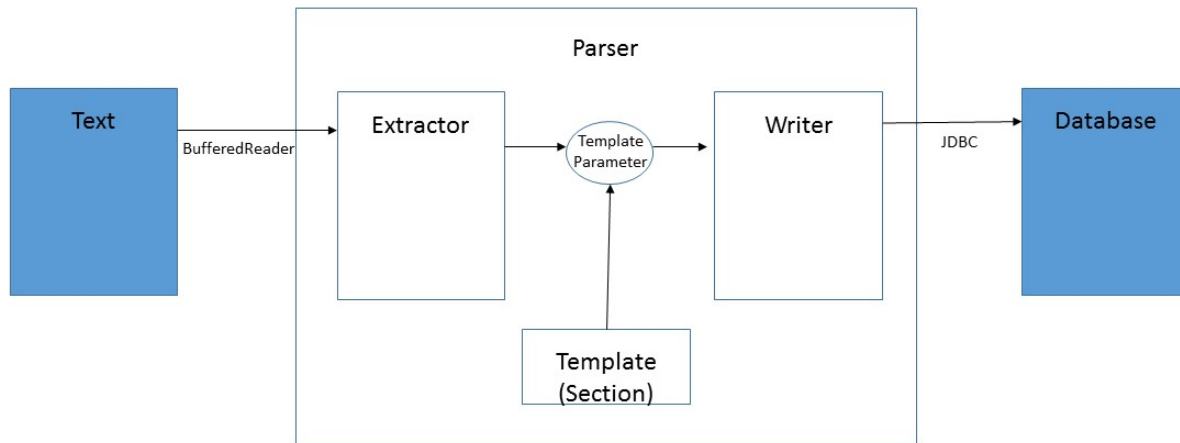 Parser
Text
BufferedReader
Extractor
Template
Parameter
Writer
JDBC
Database
Template
(Section)